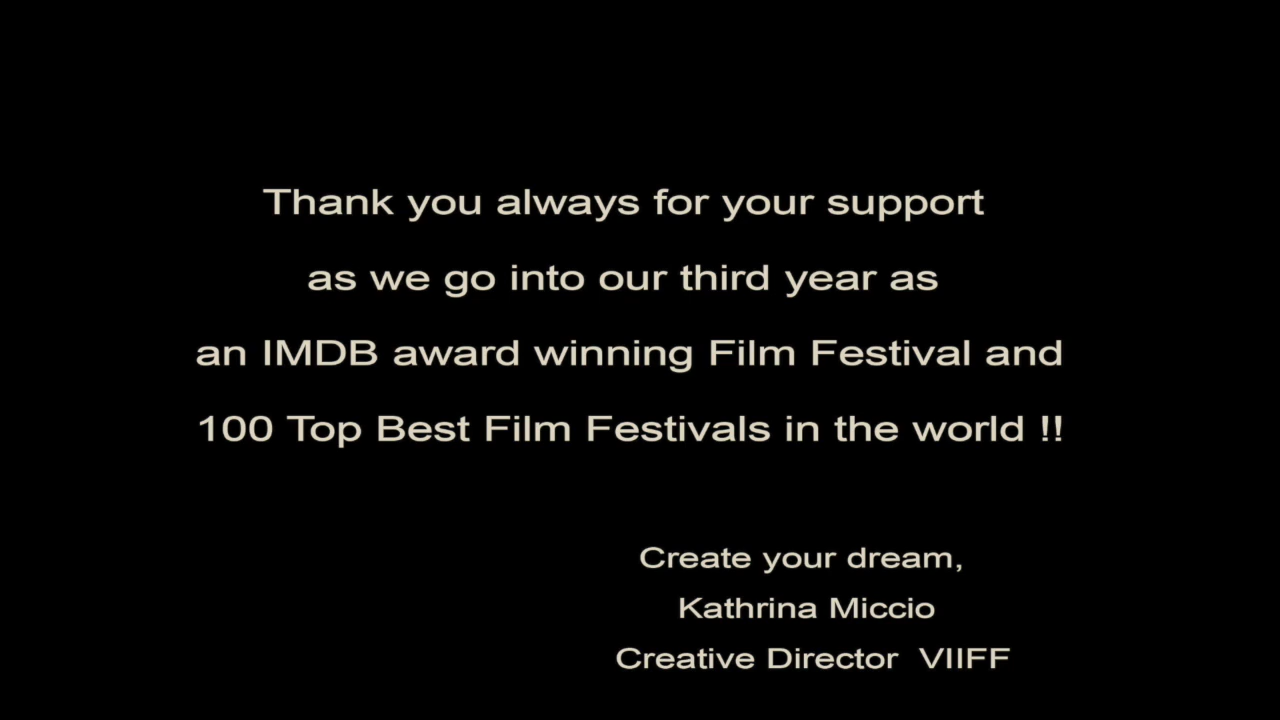 Thank you always for your support
as we go into our third year as
an IMDB award winning Film Festival and
100 Top Best Film Festivals in the world !!
Create your dream,
Kathrina Miccio
Creative Director VIIFF